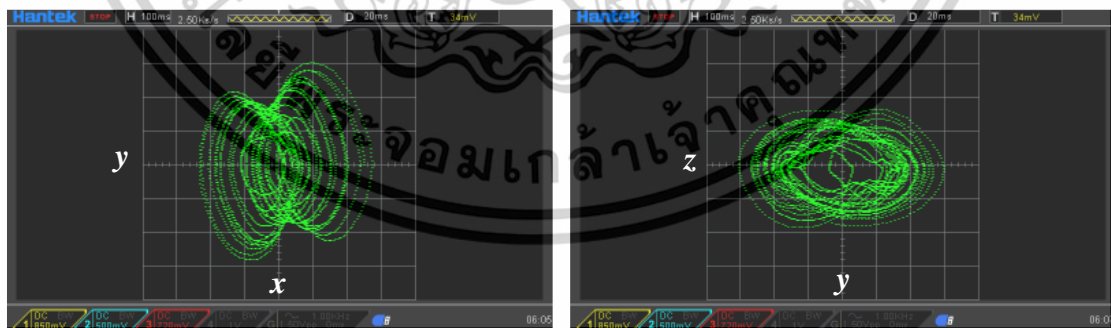 Hantek STOP H 100ms 2.50Ks/s D 20ms T 34mV
y
x
DC BW DC BW DC BW
1 850mV 2 500mV 3 720mV
1.00KHz
06:05
Hantek STOP H 100ms 2.50Ks/s D 20ms T 34mV
z
y
DC BW DC BW DC BW
1 850mV 2 500mV 3 720mV
1.00KHz
จอมเกล้าเจ้าคุณ